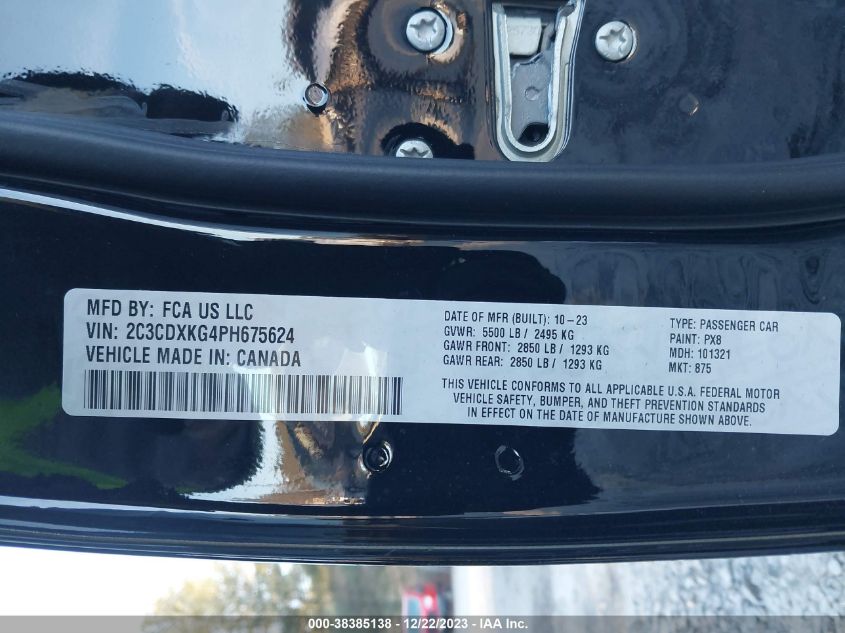 MFD BY: FCA US LLC
VIN: 2C3CDXKG4PH675624
VEHICLE MADE IN: CANADA
DATE OF MFR (BUILT): 10-23
GVWR: 5500 LB / 2495 KG
GAWR FRONT: 2850 LB / 1293 KG
GAWR REAR: 2850 LB / 1293 KG
TYPE: PASSENGER CAR
PAINT: PX8
MDH: 101321
MKT: 875
THIS VEHICLE CONFORMS TO ALL APPLICABLE U.S.A. FEDERAL MOTOR
VEHICLE SAFETY, BUMPER, AND THEFT PREVENTION STANDARDS
IN EFFECT ON THE DATE OF MANUFACTURE SHOWN ABOVE.
000-38385138 - 12/22/2023 - IAAI.com